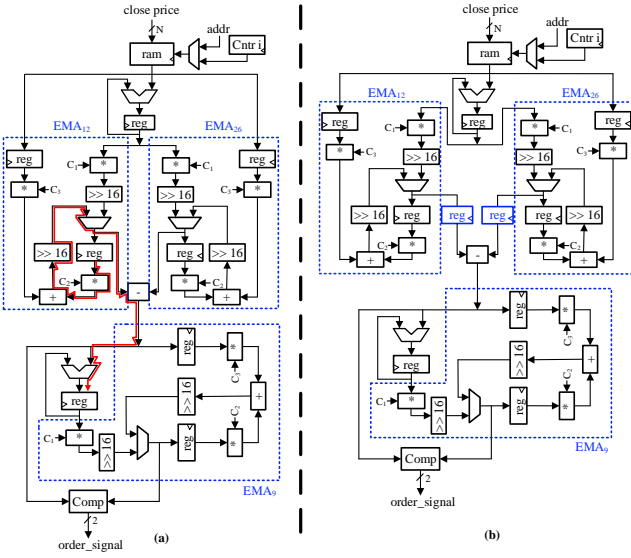 close price
N
addr
ram
Cntr i
EMA12
reg
EMA26
reg
C1
*
*
C1
reg
*
C3
>> 16
>> 16
C3
*
>> 16
reg
reg
>> 16
C2
*
-
*
C2
+
+
reg
*
C3
reg
>> 16
+
C1
*
>> 16
reg
*
C2
EMA9
Comp
2
order_signal
(a)
close price
N
addr
ram
Cntr i
EMA12
EMA26
reg
C1
*
reg
*
C1
reg
*
C3
>> 16
>> 16
C3
*
>> 16
reg
reg
reg
reg
>> 16
C2
*
-
*
C2
+
+
reg
*
C3
reg
>> 16
+
C1
*
>> 16
reg
*
C2
EMA9
Comp
2
order_signal
(b)